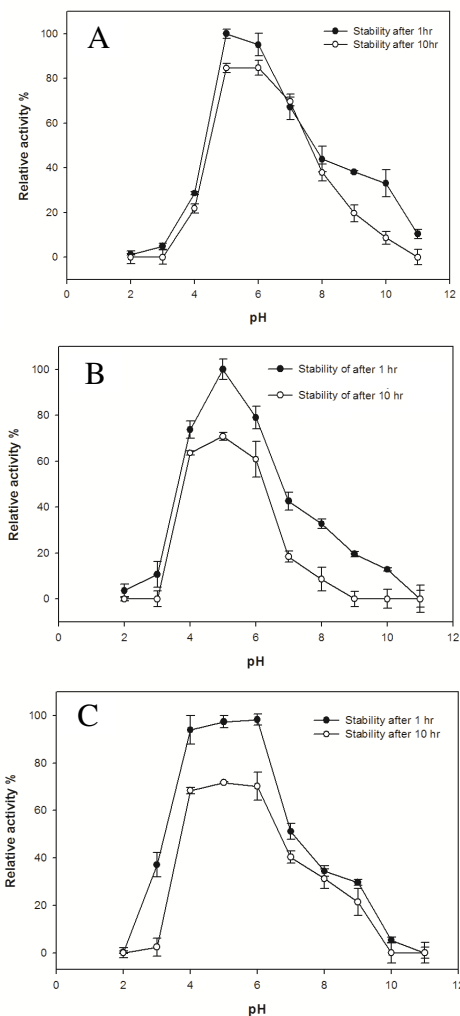 A
Stability after 1hr
Stability after 10hr
100
80
60
40
20
0
Relative activity %
0 2 4 6 8 10 12
pH
B
Stability of after 1 hr
Stability of after 10 hr
100
80
60
40
20
0
Relative activity %
0 2 4 6 8 10 12
pH
C
Stability after 1 hr
Stability after 10 hr
100
80
60
40
20
0
Relative activity %
0 2 4 6 8 10 12
pH